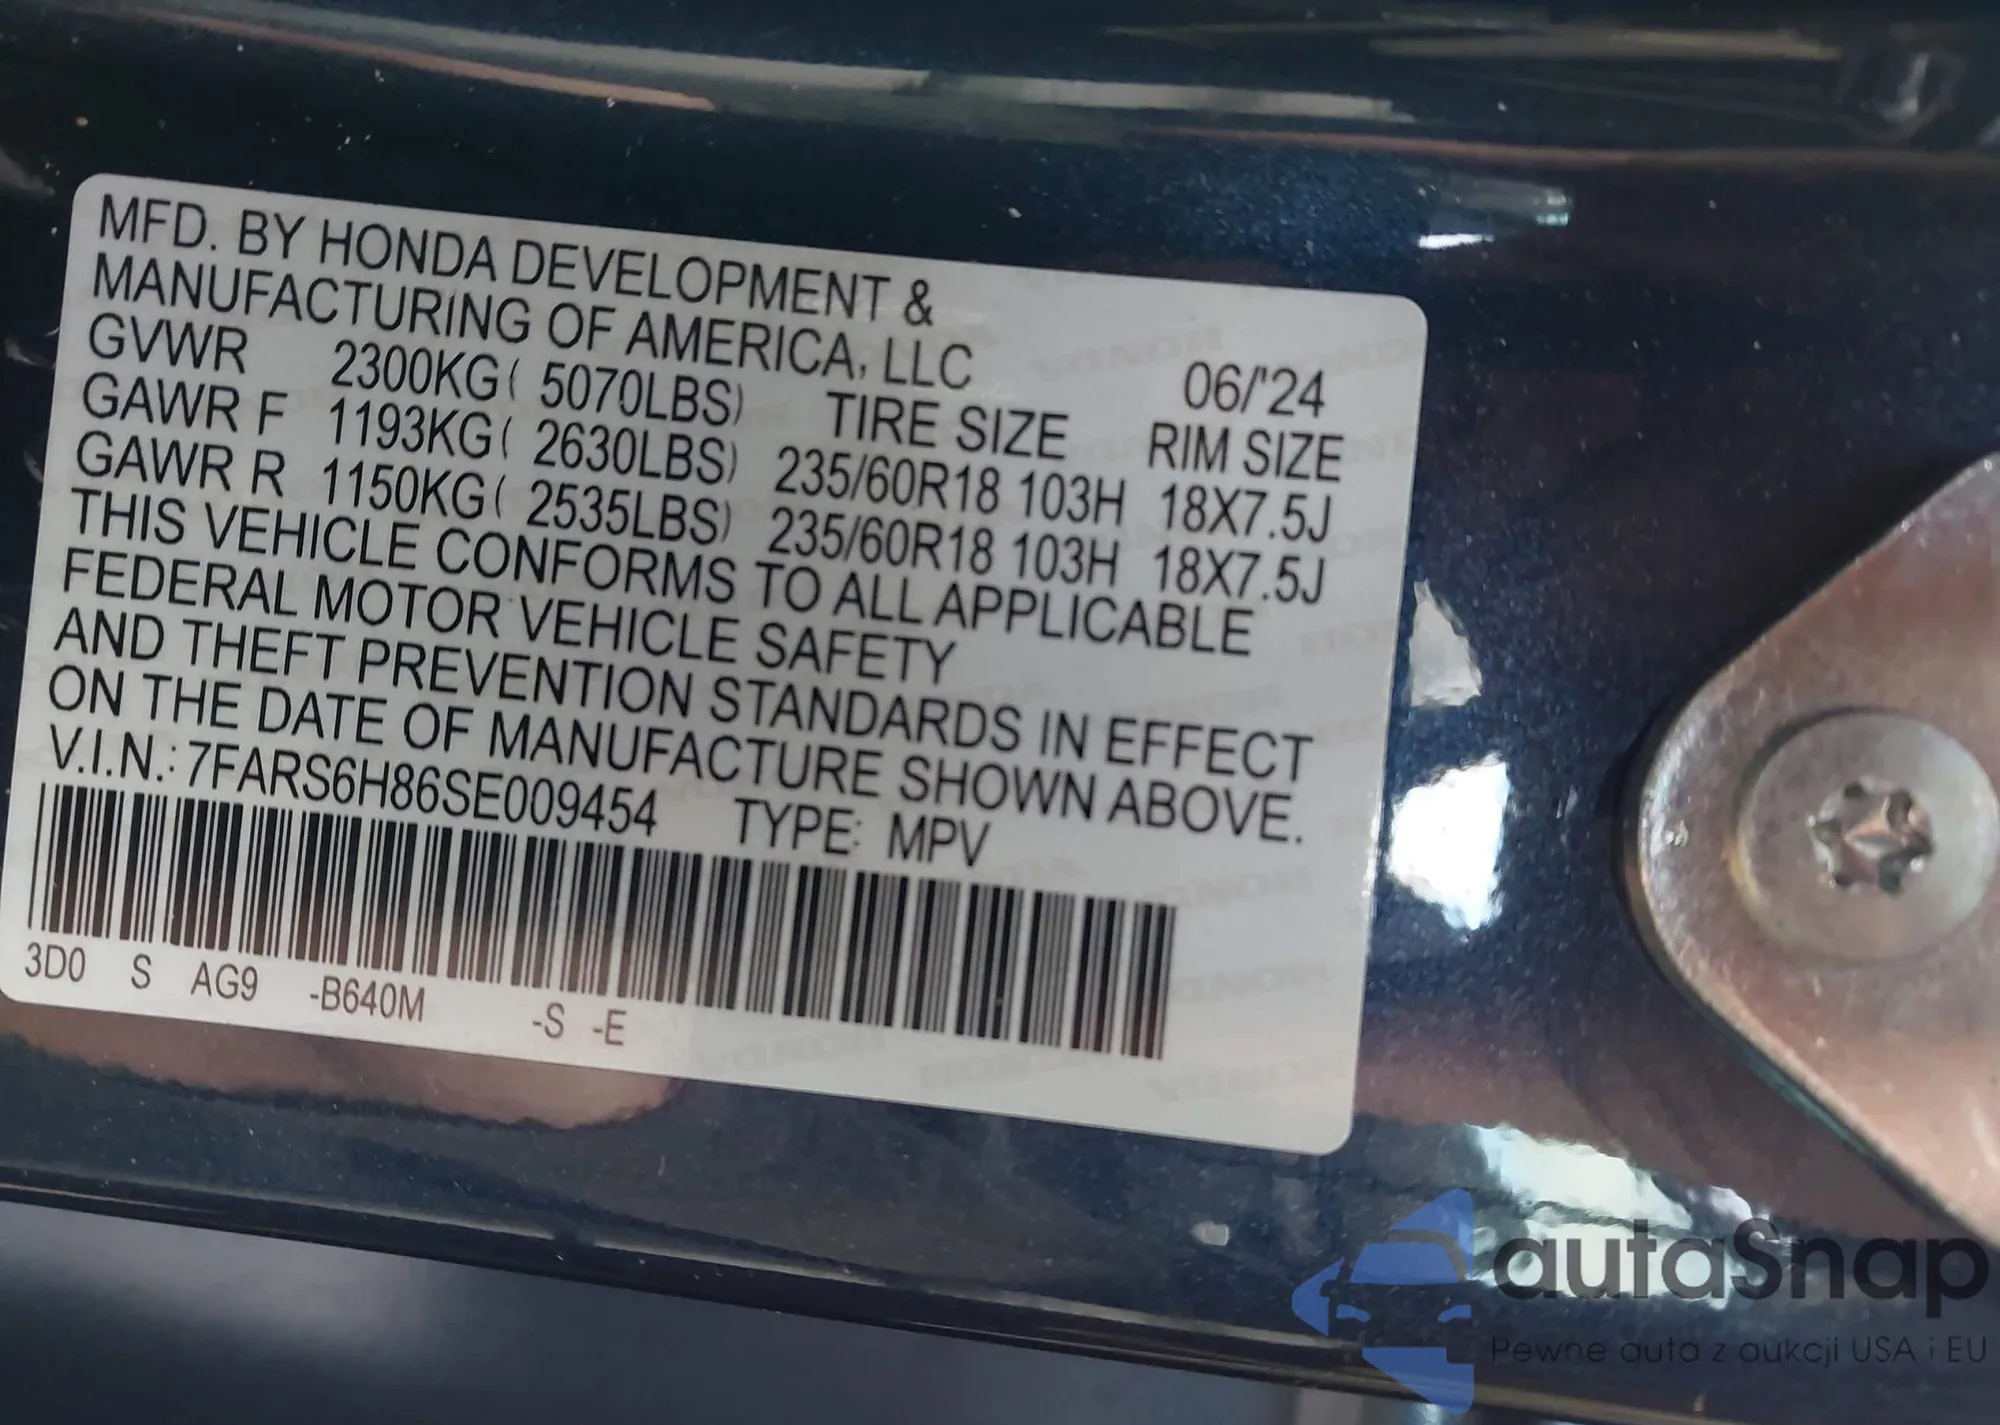 MFD. BY HONDA DEVELOPMENT &
MANUFACTURING OF AMERICA, LLC 06/'24
GVWR 2300KG( 5070LBS) TIRE SIZE RIM SIZE
GAWR F 1193KG( 2630LBS) 235/60R18 103H 18X7.5J
GAWR R 1150KG( 2535LBS) 235/60R18 103H 18X7.5J
THIS VEHICLE CONFORMS TO ALL APPLICABLE
FEDERAL MOTOR VEHICLE SAFETY
AND THEFT PREVENTION STANDARDS IN EFFECT
ON THE DATE OF MANUFACTURE SHOWN ABOVE.
V.I.N.: 7FARS6H86SE009454 TYPE: MPV
3D0 S AG9 -B640M -S -E
autaSnap
Pewne auta z aukcji USA i EU